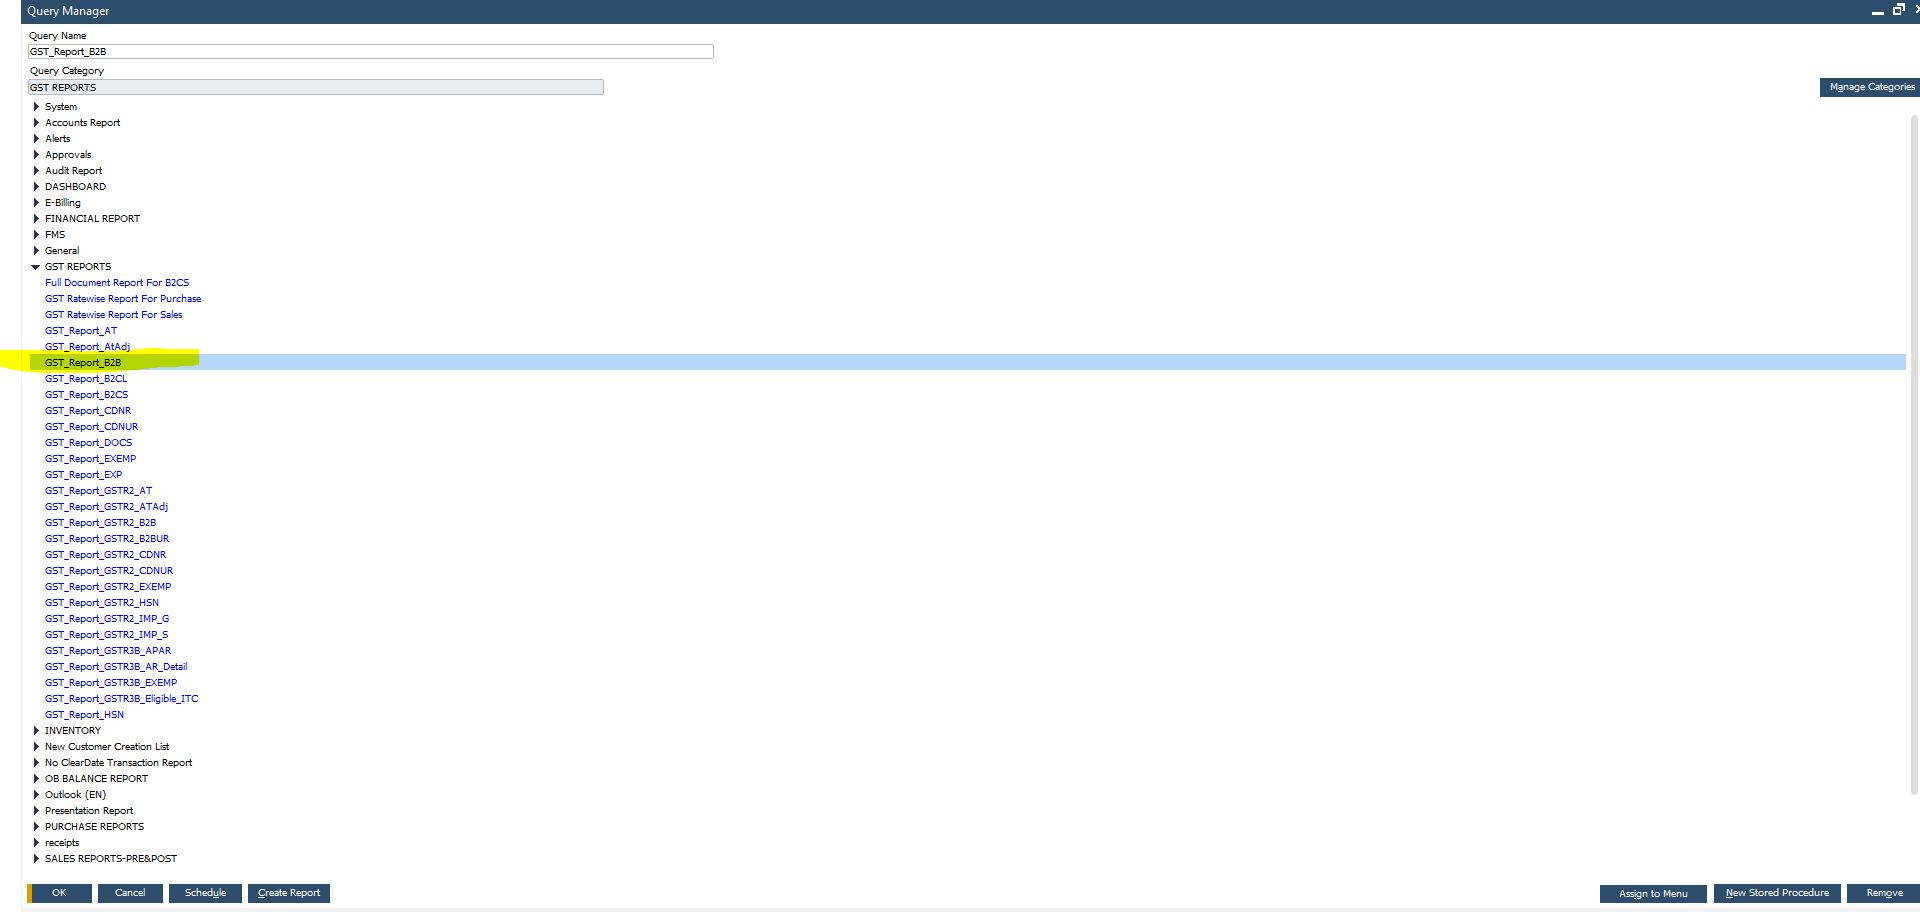 Query Manager
Query Name
GST_Report_B2B
Query Category
GST REPORTS
Manage Categories
System
Accounts Report
Alerts
Approvals
Audit Report
DASHBOARD
E-Billing
FINANCIAL REPORT
FMS
General
GST REPORTS
Full Document Report For B2CS
GST Ratewise Report For Purchase
GST Ratewise Report For Sales
GST_Report_AT
GST_Report_AtAdj
GST_Report_B2B
GST_Report_B2CL
GST_Report_B2CS
GST_Report_CDNR
GST_Report_CDNUR
GST_Report_DOCS
GST_Report_EXEMP
GST_Report_EXP
GST_Report_GSTR2_AT
GST_Report_GSTR2_ATAdj
GST_Report_GSTR2_B2B
GST_Report_GSTR2_B2BUR
GST_Report_GSTR2_CDNR
GST_Report_GSTR2_CDNUR
GST_Report_GSTR2_EXEMP
GST_Report_GSTR2_HSN
GST_Report_GSTR2_IMP_G
GST_Report_GSTR2_IMP_S
GST_Report_GSTR3B_APAR
GST_Report_GSTR3B_AR_Detail
GST_Report_GSTR3B_EXEMP
GST_Report_GSTR3B_Eligible_ITC
GST_Report_HSN
INVENTORY
New Customer Creation List
No ClearDate Transaction Report
OB BALANCE REPORT
Outlook (EN)
Presentation Report
PURCHASE REPORTS
receipts
SALES REPORTS-PRE&POST
OK Cancel Schedule Create Report Assign to Menu New Stored Procedure Remove